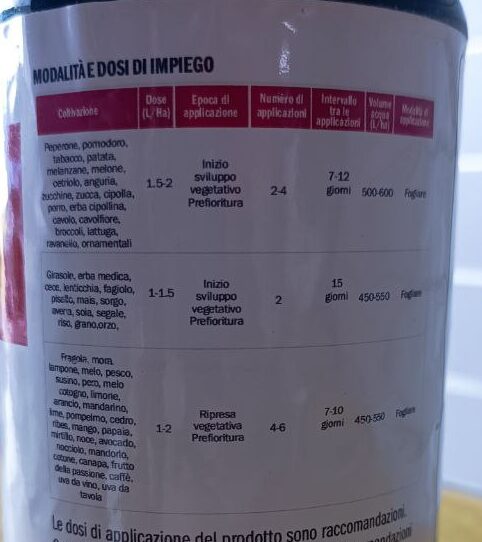 MODALITÀ E DOSI DI IMPIEGO
Coltivazione
Dose
(L/Ha)
Epoca di
applicazione
Numero di
applicazioni
Intervallo
tra le
applicazioni
Volume
acqua
(L/ha)
Modalità di
applicazione
Peperone, pomodoro,
tabacco, patata,
melanzane, melone,
cetriolo, anguria,
zucchine, zucca, cipolla,
porro, erba cipollina,
cavolo, cavolfiore,
broccoli, lattuga,
ravanello, ornamentali
1.5-2
Inizio
sviluppo
vegetativo
Prefioritura
2-4
7-12
giorni
500-600
Fogliare
Girasole, erba medica,
cece, lenticchia, fagiolo,
pisello, mais, sorgo,
avena, soia, segale,
riso, grano,orzo,
1-1.5
Inizio
sviluppo
vegetativo
Prefioritura
2
15
giorni
450-550
Fogliare
Fragola, mora,
lampone, melo, pesco,
susino, pero, melo
cotogno, limone,
arancio, mandarino,
lime, pompelmo, cedro,
ribes, mango, papaia,
mirtillo, noce, avocado,
nocciolo, mandorlo,
cotone, canapa, frutto
della passione, caffè,
uva da vino, uva da
tavola
1-2
Ripresa
vegetativa
Prefioritura
4-6
7-10
giorni
450-550
Fogliare
Le dosi di applicazione del prodotto sono raccomandazioni.